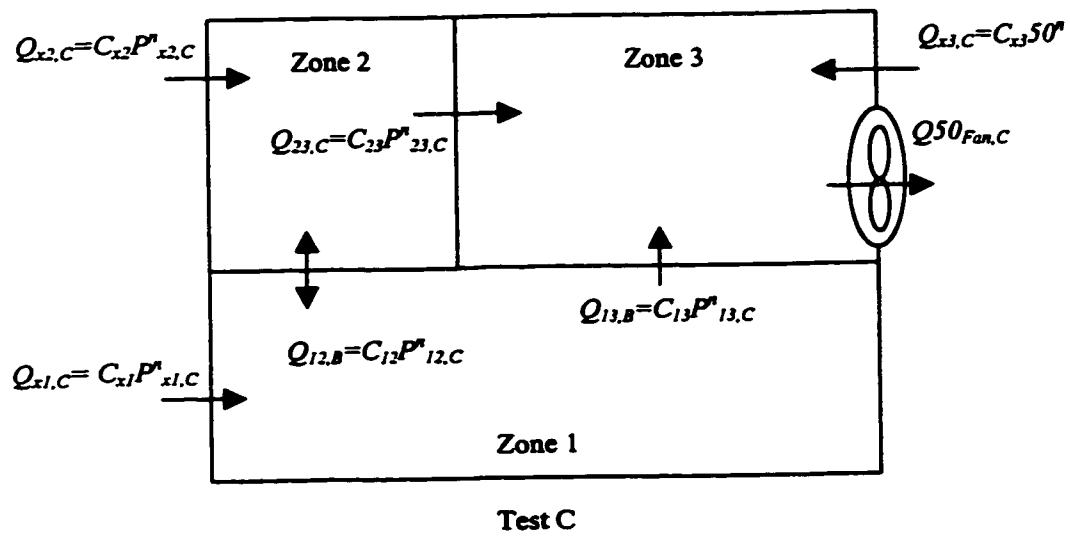 Q_{x2,C}=C_{x2}P^n_{x2,C}
Zone 2
Zone 3
Q_{x3,C}=C_{x3}50^n
Q_{23,C}=C_{23}P^n_{23,C}
Q50_{Fan,C}
Q_{13,B}=C_{13}P^n_{13,C}
Q_{12,B}=C_{12}P^n_{12,C}
Q_{x1,C}= C_{x1}P^n_{x1,C}
Zone 1
Test C